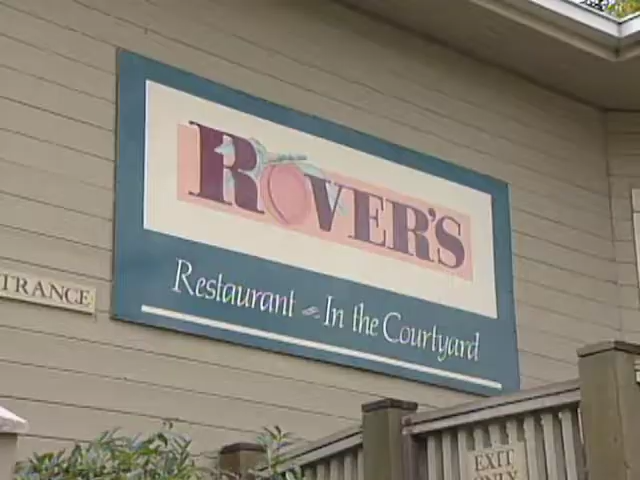 ROVER'S
Restaurant - In the Courtyard
TRANCE
EXIT
ONLY